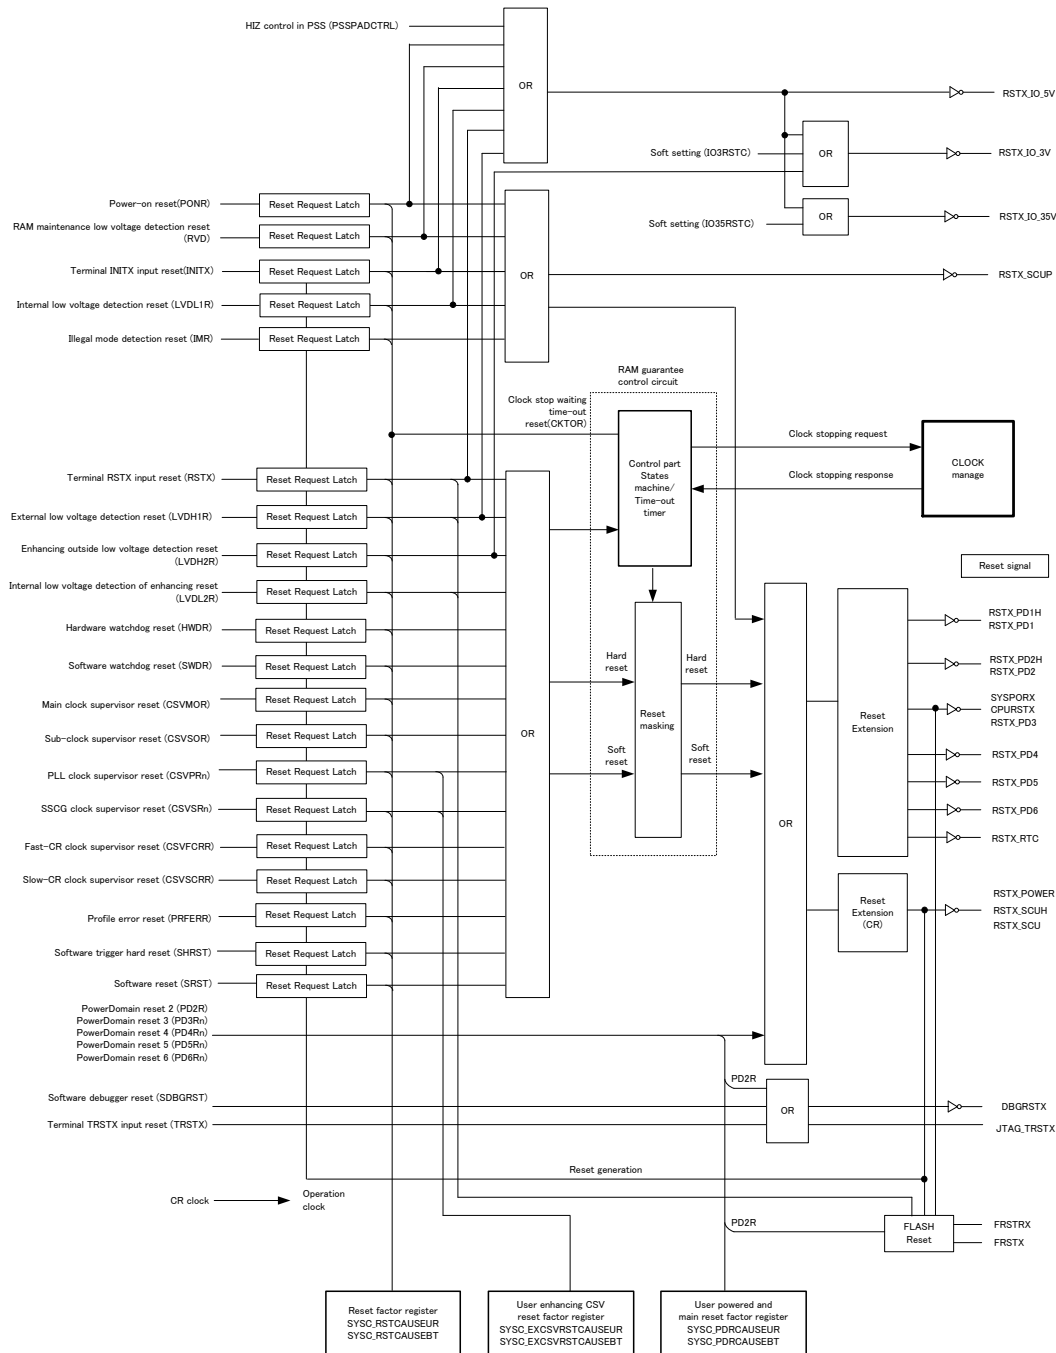 HIZ control in PSS (PSSPADCTRL)
OR
RSTX_IO_5V
Soft setting (IO3RSTC)
OR
RSTX_IO_3V
Soft setting (IO35RSTC)
OR
RSTX_IO_35V
Power-on reset(PONR)
Reset Request Latch
RAM maintenance low voltage detection reset
(RVD)
Reset Request Latch
Terminal INITX input reset(INITX)
Reset Request Latch
Internal low voltage detection reset (LVDL1R)
Reset Request Latch
Illegal mode detection reset (IMR)
Reset Request Latch
OR
RSTX_SCUP
RAM guarantee
control circuit
Clock stop waiting
time-out
reset(CKTOR)
Control part
States
machine/
Time-out
timer
Clock stopping request
Clock stopping response
CLOCK
manage
Terminal RSTX input reset (RSTX)
Reset Request Latch
External low voltage detection reset (LVDH1R)
Reset Request Latch
Enhancing outside low voltage detection reset
(LVDH2R)
Reset Request Latch
Internal low voltage detection of enhancing reset
(LVDL2R)
Reset Request Latch
Hardware watchdog reset (HWDR)
Reset Request Latch
Software watchdog reset (SWDR)
Reset Request Latch
Main clock supervisor reset (CSVMOR)
Reset Request Latch
Sub-clock supervisor reset (CSVSOR)
Reset Request Latch
PLL clock supervisor reset (CSVPRn)
Reset Request Latch
SSCG clock supervisor reset (CSVSRn)
Reset Request Latch
Fast-CR clock supervisor reset (CSVFCRR)
Reset Request Latch
Slow-CR clock supervisor reset (CSVSCRR)
Reset Request Latch
Profile error reset (PRFERR)
Reset Request Latch
Software trigger hard reset (SHRST)
Reset Request Latch
Software reset (SRST)
Reset Request Latch
OR
Hard
reset
Soft
reset
Reset
masking
Hard
reset
Soft
reset
OR
Reset signal
Reset
Extension
RSTX_PD1H
RSTX_PD1
RSTX_PD2H
RSTX_PD2
SYSPORX
CPURSTX
RSTX_PD3
RSTX_PD4
RSTX_PD5
RSTX_PD6
RSTX_RTC
Reset
Extension
(CR)
RSTX_POWER
RSTX_SCUH
RSTX_SCU
PowerDomain reset 2 (PD2R)
PowerDomain reset 3 (PD3Rn)
PowerDomain reset 4 (PD4Rn)
PowerDomain reset 5 (PD5Rn)
PowerDomain reset 6 (PD6Rn)
PD2R
Software debugger reset (SDBGRST)
Terminal TRSTX input reset (TRSTX)
OR
DBGRSTX
JTAG_TRSTX
Reset generation
CR clock
Operation
clock
PD2R
FLASH
Reset
FRSTRX
FRSTX
Reset factor register
SYSC_RSTCAUSEUR
SYSC_RSTCAUSEBT
User enhancing CSV
reset factor register
SYSC_EXCSVRSTCAUSEUR
SYSC_EXCSVRSTCAUSEBT
User powered and
main reset factor register
SYSC_PDRCAUSEUR
SYSC_PDRCAUSEBT